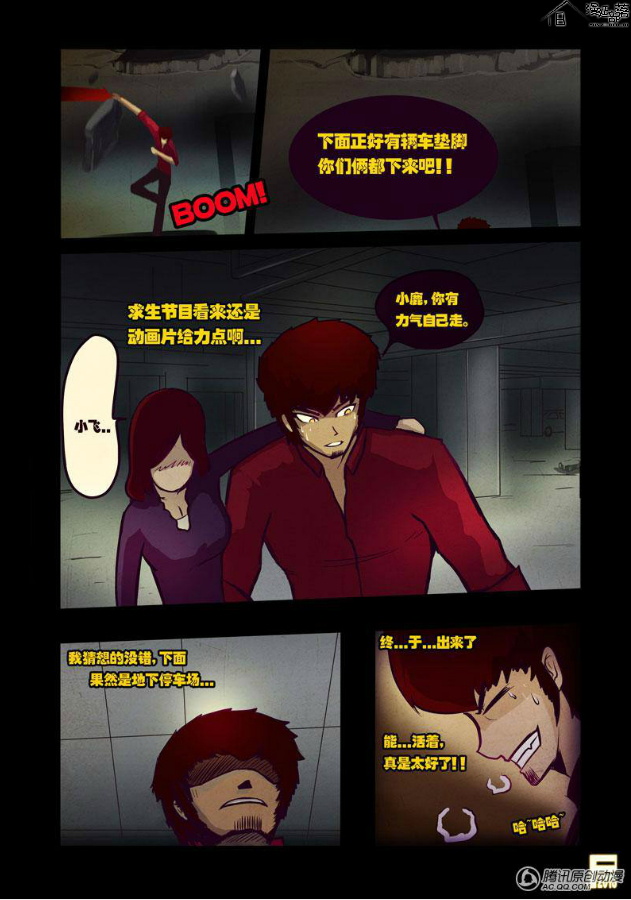 漫征部落
BOOM!
下面正好有辆车垫脚
你们俩都下来吧!!
求生节目看来还是
动画片给力点啊...
小鹿,你有
力气自己走。
小飞..
我猜想的没错,下面
果然是地下停车场...
终...于...出来了
能...活着,
真是太好了!!
哈~哈哈~
腾讯原创动漫
AC.QQ.COM